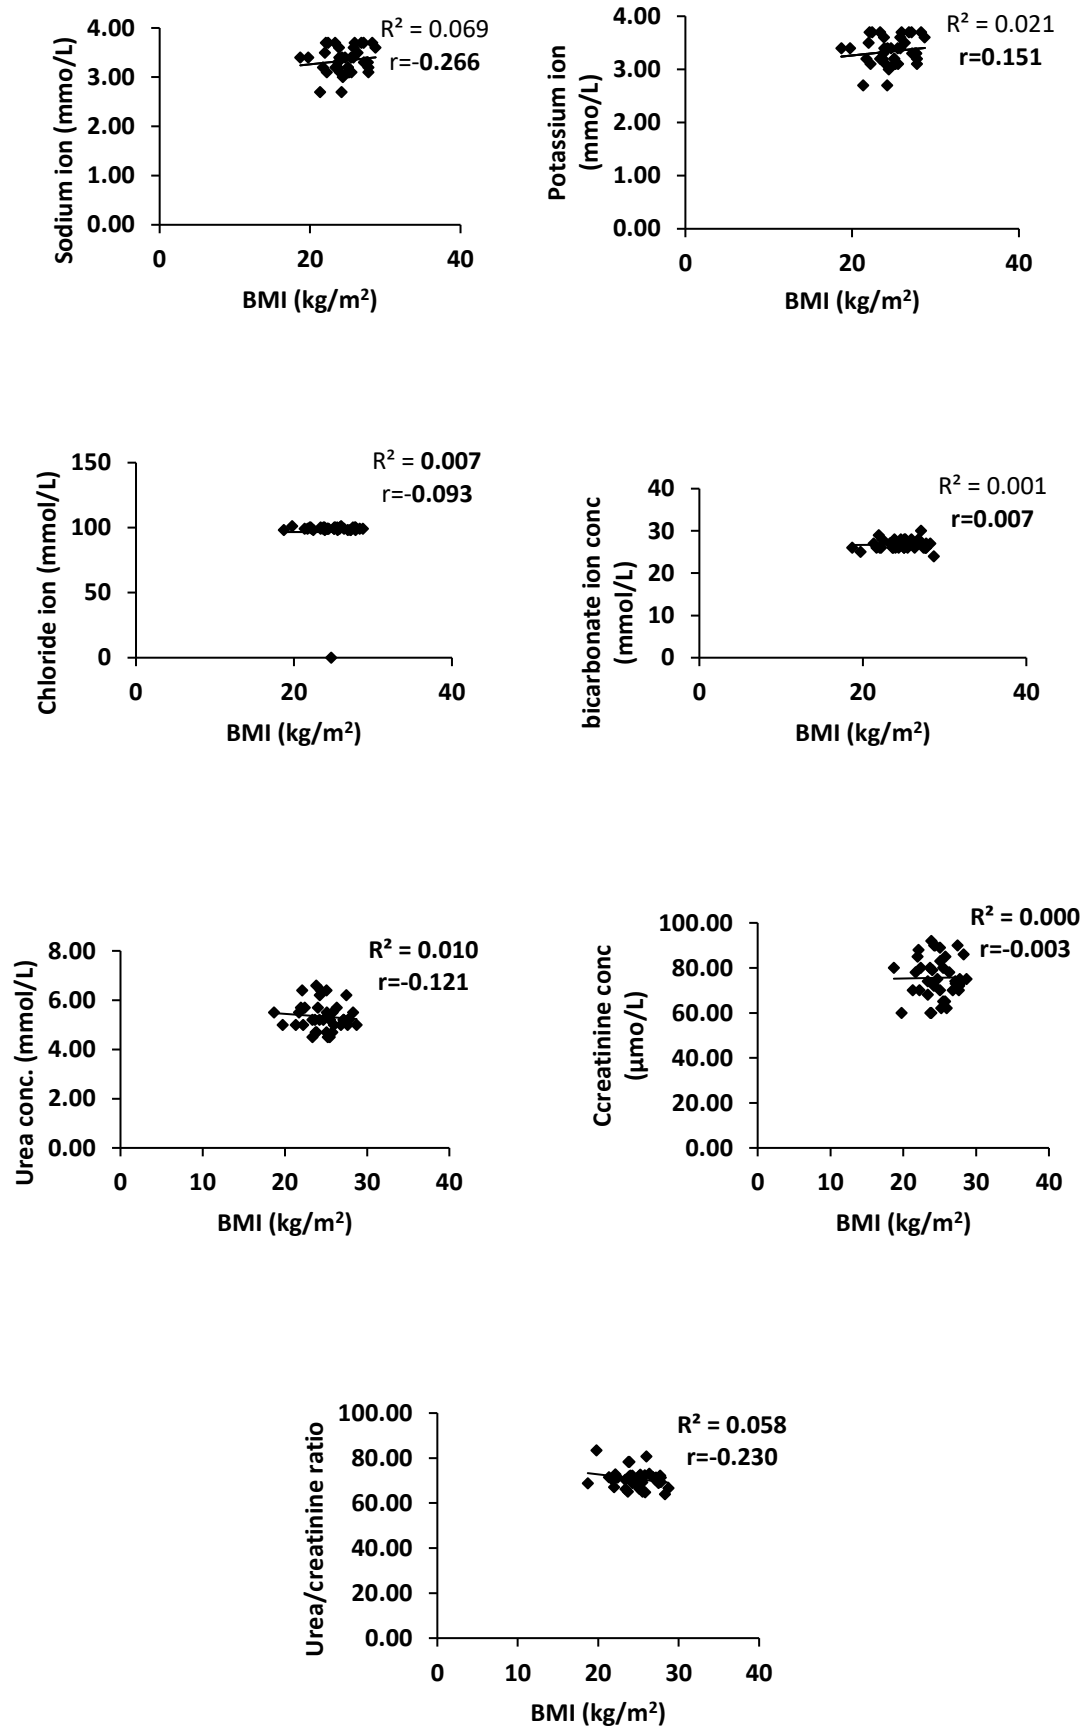 4.00
3.00
2.00
1.00
0.00
0
20
40
Sodium ion (mmo/L)
BMI (kg/m²)
R² = 0.069
r=-0.266
4.00
3.00
2.00
1.00
0.00
0
20
40
Potassium ion
(mmo/L)
BMI (kg/m²)
R² = 0.021
r=0.151
150
100
50
0
0
20
40
Chloride ion (mmol/L)
BMI (kg/m²)
R² = 0.007
r=-0.093
40
30
20
10
0
0
20
40
bicarbonate ion conc
(mmol/L)
BMI (kg/m²)
R² = 0.001
r=0.007
8.00
6.00
4.00
2.00
0.00
0
10
20
30
40
Urea conc. (mmol/L)
BMI (kg/m²)
R² = 0.010
r=-0.121
100.00
80.00
60.00
40.00
20.00
0.00
0
10
20
30
40
Ccreatinine conc
(µmo/L)
BMI (kg/m²)
R² = 0.000
r=-0.003
100.00
80.00
60.00
40.00
20.00
0.00
0
10
20
30
40
Urea/creatinine ratio
BMI (kg/m²)
R² = 0.058
r=-0.230